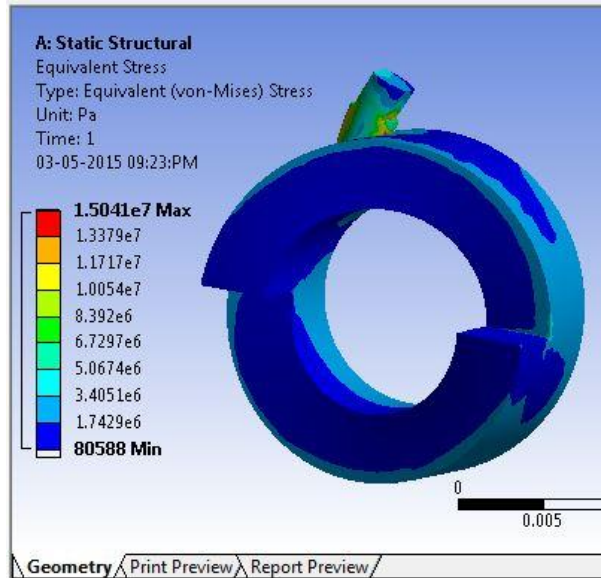 A: Static Structural
Equivalent Stress
Type: Equivalent (von-Mises) Stress
Unit: Pa
Time: 1
03-05-2015 09:23:PM
1.5041e7 Max
1.3379e7
1.1717e7
1.0054e7
8.392e6
6.7297e6
5.0674e6
3.4051e6
1.7429e6
80588 Min
0
0.005
Geometry Print Preview Report Preview